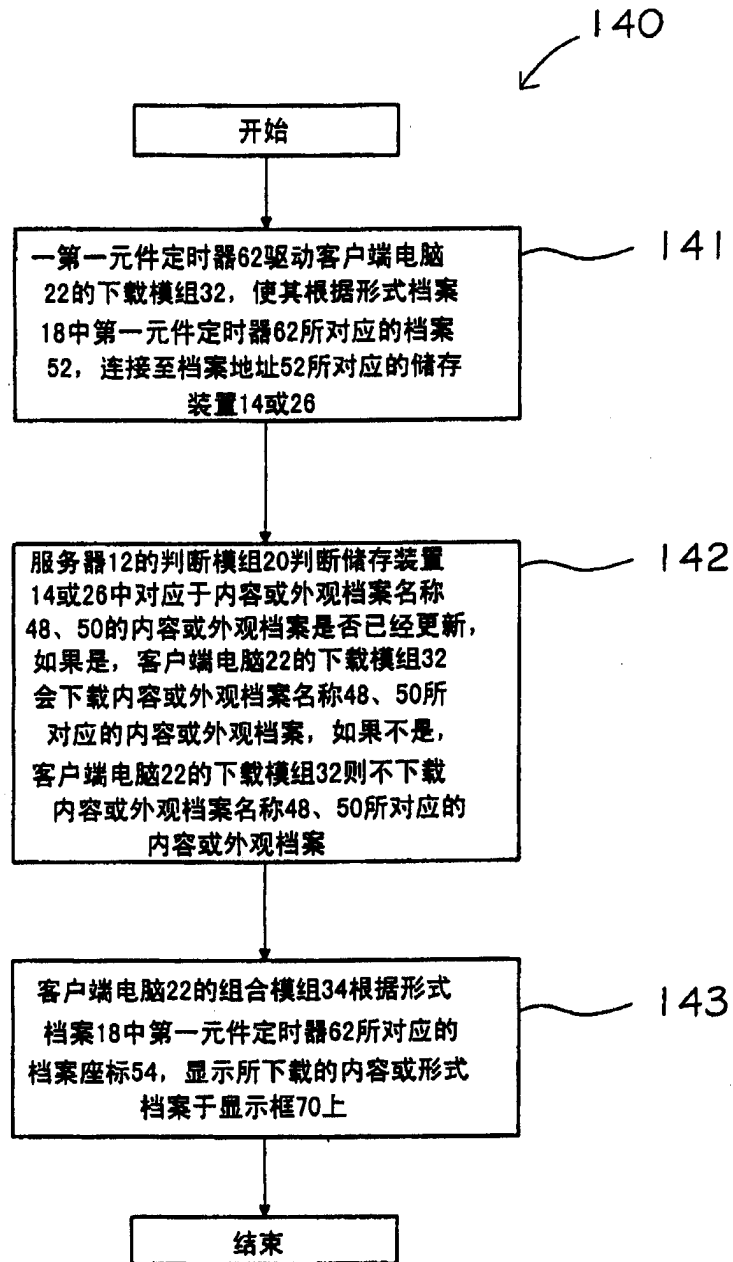 140
开始
141
一第一元件定时器62驱动客户端电脑
22的下载模组32，使其根据形式档案
18中第一元件定时器62所对应的档案
52，连接至档案地址52所对应的储存
装置14或26
142
服务器12的判断模组20判断储存装置
14或26中对应于内容或外观档案名称
48、50的内容或外观档案是否已经更新，
如果是，客户端电脑22的下载模组32
会下载内容或外观档案名称48、50所
对应的内容或外观档案，如果不是，
客户端电脑22的下载模组32则不下载
内容或外观档案名称48、50所对应的
内容或外观档案
143
客户端电脑22的组合模组34根据形式
档案18中第一元件定时器62所对应的
档案座标54，显示所下载的内容或形式
档案于显示框70上
结束